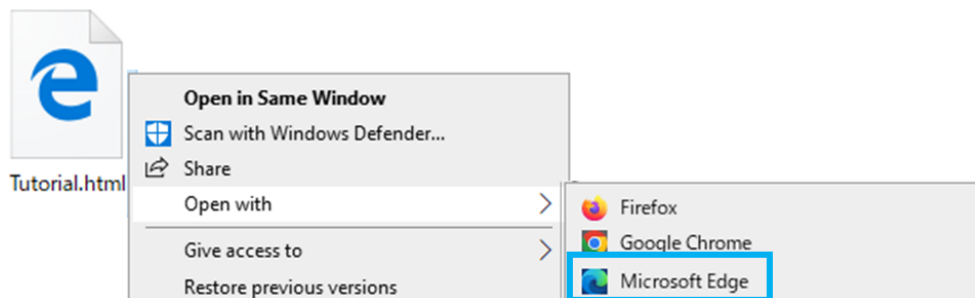 Open in Same Window
Scan with Windows Defender...
Share
Tutorial.html
Open with
Firefox
Give access to
Google Chrome
Microsoft Edge
Restore previous versions